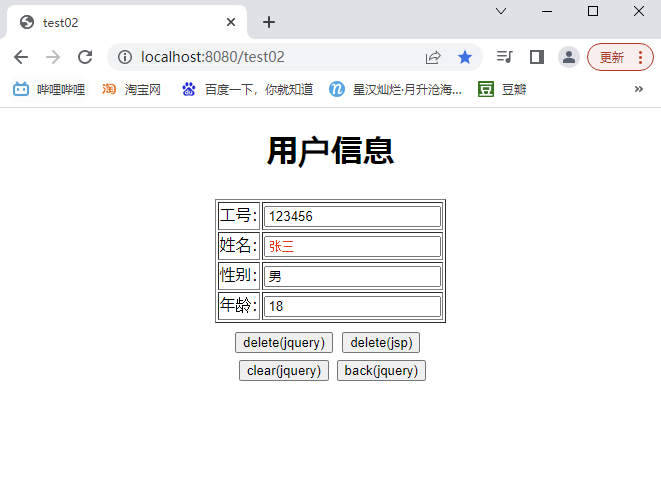 test02
localhost:8080/test02
更新
哔哩哔哩 淘宝网 百度一下，你就知道 星汉灿烂·月升沧海... 豆瓣
用户信息
工号： 123456
姓名： 张三
性别： 男
年龄： 18
delete(jquery) delete(jsp)
clear(jquery) back(jquery)